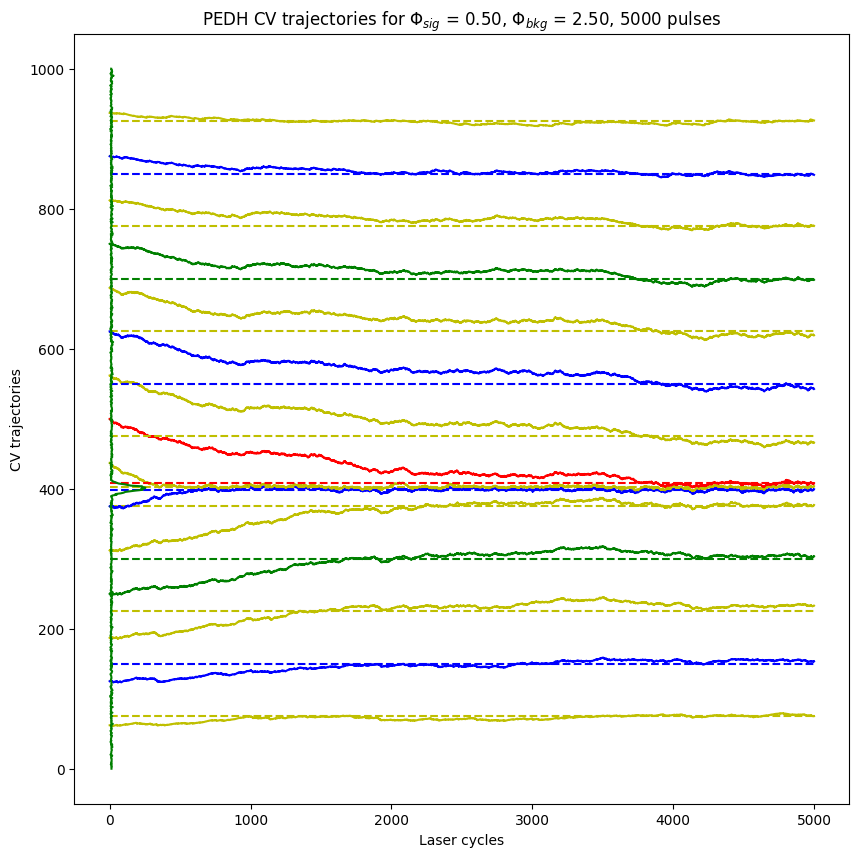 PEDH CV trajectories for Φsig = 0.50, Φbkg = 2.50, 5000 pulses
CV trajectories
1000
800
600
400
200
0
0 1000 2000 3000 4000 5000
Laser cycles